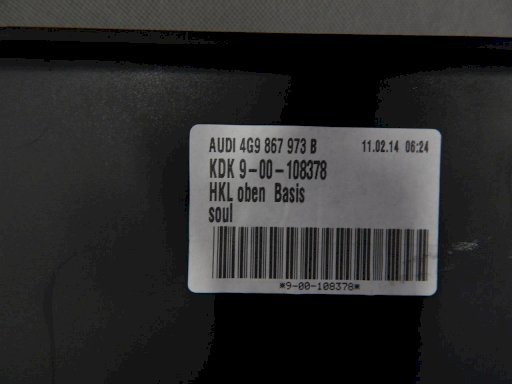 AUDI 4G9 867 973 B 11.02.14 06:24
KDK 9-00-108378
HKL oben Basis
soul
*9-00-108378*